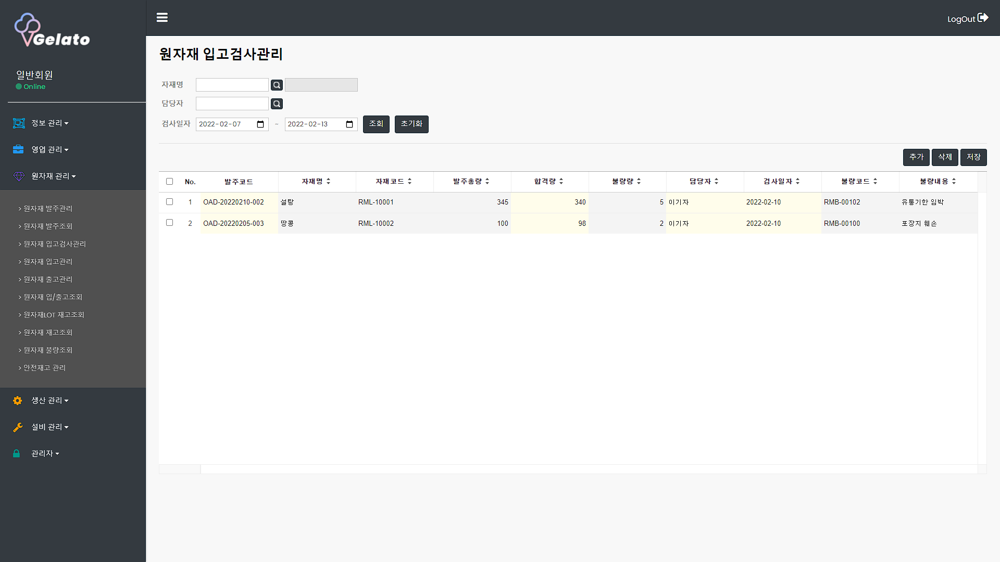 Gelato
LogOut
일반회원
Online
정보 관리
영업 관리
원자재 관리
> 원자재 발주관리
> 원자재 발주조회
> 원자재 입고검사관리
> 원자재 입고관리
> 원자재 출고관리
> 원자재 입/출고조회
> 원자재LOT 재고조회
> 원자재 재고조회
> 원자재 불량조회
> 안전재고 관리
생산 관리
설비 관리
관리자
원자재 입고검사관리
자재명
담당자
검사일자 2022-02-07 ~ 2022-02-13 조회 초기화
추가 삭제 저장
No. 발주코드 자재명 자재코드 발주총량 합격량 불량량 담당자 검사일자 불량코드 불량내용
1 OAD-20220210-002 설탕 RML-10001 345 340 5 이기자 2022-02-10 RMB-00102 유통기한 임박
2 OAD-20220205-003 땅콩 RML-10002 100 98 2 이기자 2022-02-10 RMB-00100 포장지 훼손